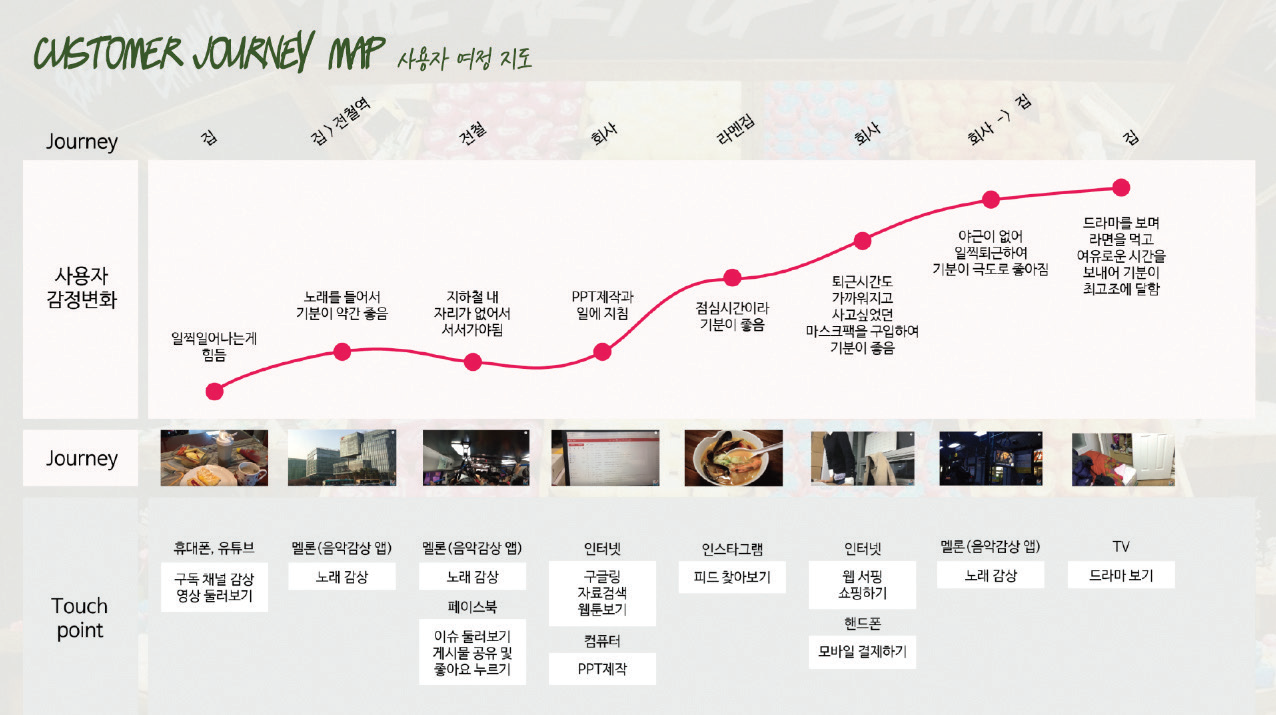 CUSTOMER JOURNEY MAP 사용자 여정 지도
Journey
집
집 > 전철역
전철
회사
라멘집
회사
회사 -> 집
집
사용자
감정변화
일찍일어나는게
힘듬
노래를 들어서
기분이 약간 좋음
지하철 내
자리가 없어서
서서가야됨
PPT제작과
일에 지침
점심시간이라
기분이 좋음
퇴근시간도
가까워지고
사고싶었던
마스크팩을 구입하여
기분이 좋음
야근이 없어
일찍퇴근하여
기분이 극도로 좋아짐
드라마를 보며
라면을 먹고
여유로운 시간을
보내어 기분이
최고조에 달함
Journey
Touch
point
휴대폰, 유튜브
구독 채널 감상
영상 둘러보기
멜론(음악감상 앱)
노래 감상
멜론(음악감상 앱)
노래 감상
페이스북
이슈 둘러보기
게시물 공유 및
좋아요 누르기
인터넷
구글링
자료검색
웹툰보기
컴퓨터
PPT제작
인스타그램
피드 찾아보기
인터넷
웹 서핑
쇼핑하기
핸드폰
모바일 결제하기
멜론(음악감상 앱)
노래 감상
TV
드라마 보기